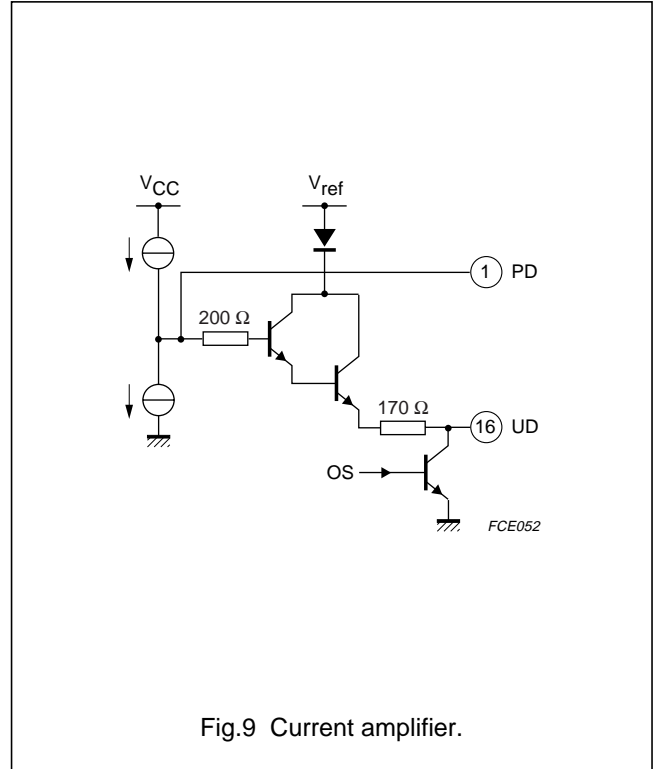 VCC
Vref
1 PD
200 Ω
170 Ω
16 UD
OS
FCE052
Fig.9 Current amplifier.